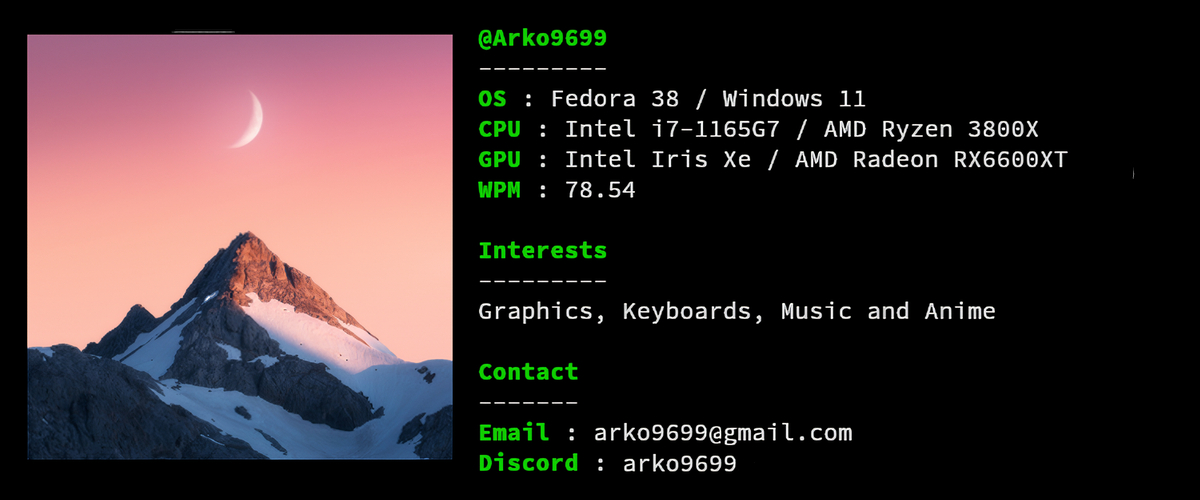 @Arko9699
---------
OS : Fedora 38 / Windows 11
CPU : Intel i7-1165G7 / AMD Ryzen 3800X
GPU : Intel Iris Xe / AMD Radeon RX6600XT
WPM : 78.54
Interests
---------
Graphics, Keyboards, Music and Anime
Contact
-------
Email : arko9699@gmail.com
Discord : arko9699